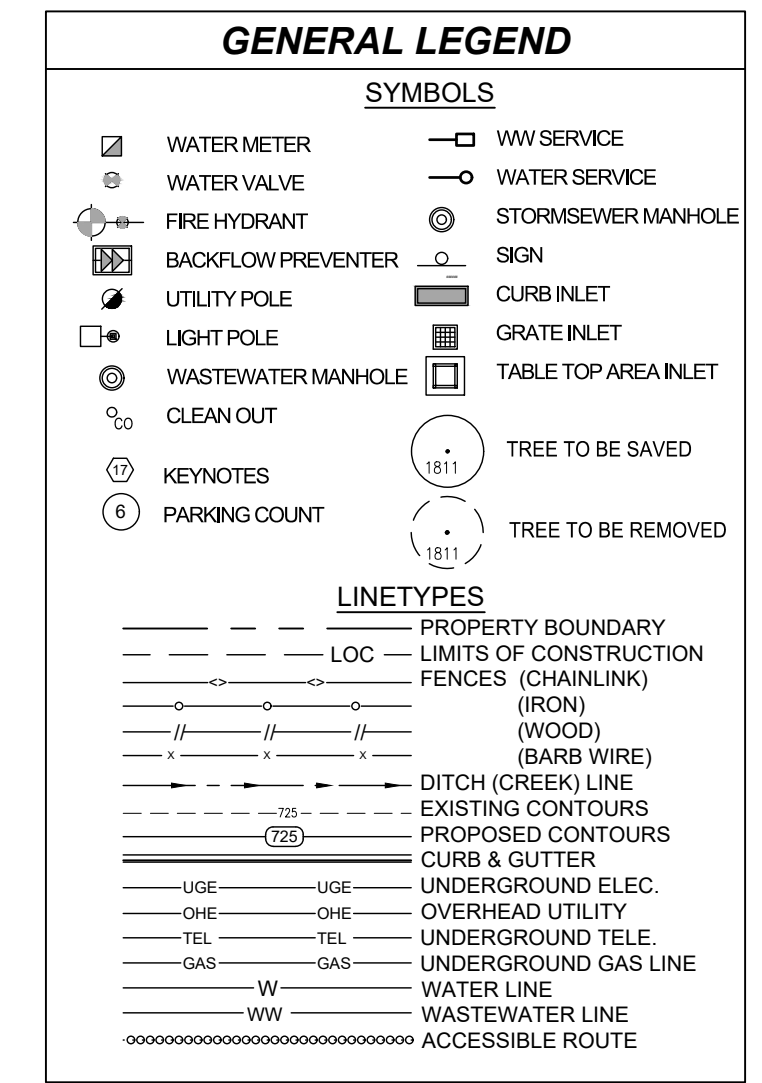 GENERAL LEGEND
SYMBOLS
WATER METER
WATER VALVE
FIRE HYDRANT
BACKFLOW PREVENTER
UTILITY POLE
LIGHT POLE
WASTEWATER MANHOLE
CO CLEAN OUT
17 KEYNOTES
6 PARKING COUNT
WW SERVICE
WATER SERVICE
STORMSEWER MANHOLE
SIGN
CURB INLET
GRATE INLET
TABLE TOP AREA INLET
1811 TREE TO BE SAVED
1811 TREE TO BE REMOVED
LINETYPES
PROPERTY BOUNDARY
LOC LIMITS OF CONSTRUCTION
<> <> FENCES (CHAINLINK)
(IRON)
// // // (WOOD)
x x x (BARB WIRE)
DITCH (CREEK) LINE
725 EXISTING CONTOURS
725 PROPOSED CONTOURS
CURB & GUTTER
UGE UGE UNDERGROUND ELEC.
OHE OHE OVERHEAD UTILITY
TEL TEL UNDERGROUND TELE.
GAS GAS UNDERGROUND GAS LINE
W WATER LINE
WW WASTEWATER LINE
ACCESSIBLE ROUTE